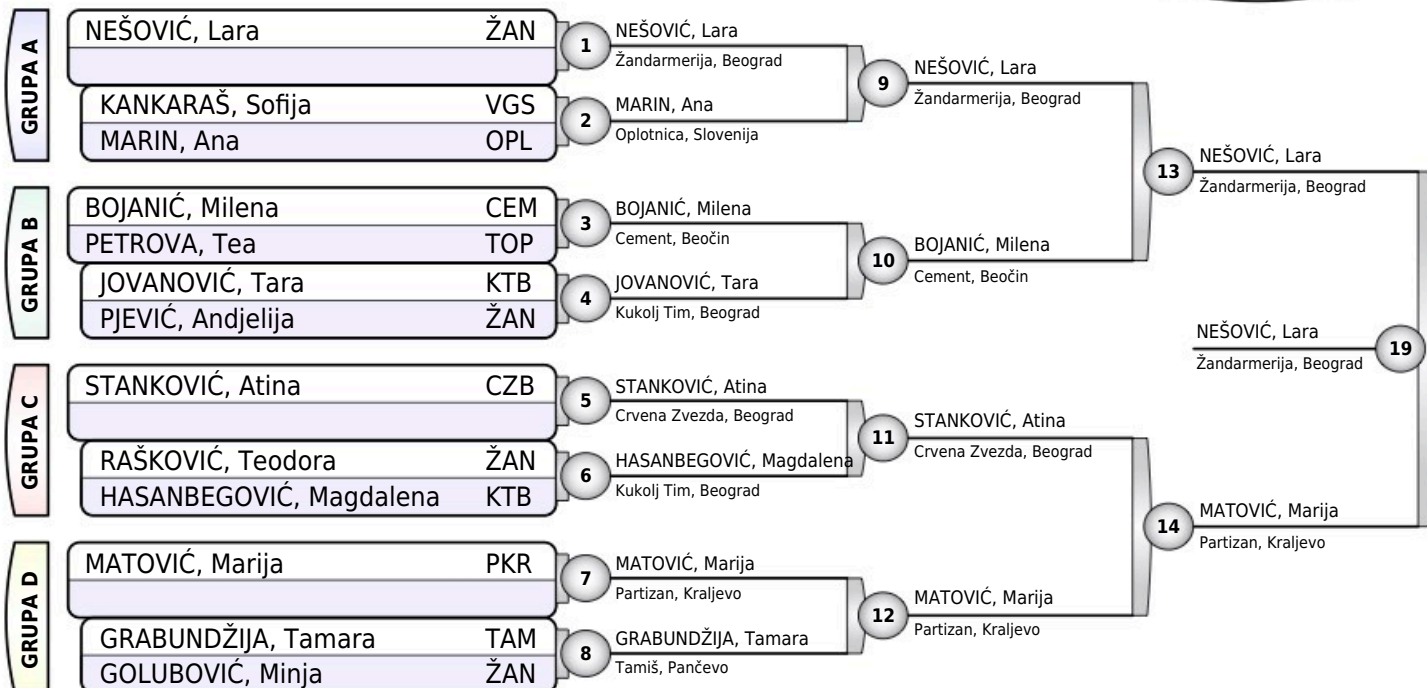 GRUPA A
NEŠOVIĆ, Lara ŽAN
KANKARAŠ, Sofija VGS
MARIN, Ana OPL
GRUPA B
BOJANIĆ, Milena CEM
PETROVA, Tea TOP
JOVANOVIĆ, Tara KTB
PJEVIĆ, Andjelija ŽAN
GRUPA C
STANKOVIĆ, Atina CZB
RAŠKOVIĆ, Teodora ŽAN
HASANBEGOVIĆ, Magdalena KTB
GRUPA D
MATOVIĆ, Marija PKR
GRABUNDŽIJA, Tamara TAM
GOLUBOVIĆ, Minja ŽAN
1
NEŠOVIĆ, Lara
Žandarmerija, Beograd
2
MARIN, Ana
Oplotnica, Slovenija
3
BOJANIĆ, Milena
Cement, Beočin
4
JOVANOVIĆ, Tara
Kukolj Tim, Beograd
5
STANKOVIĆ, Atina
Crvena Zvezda, Beograd
6
HASANBEGOVIĆ, Magdalena
Kukolj Tim, Beograd
7
MATOVIĆ, Marija
Partizan, Kraljevo
8
GRABUNDŽIJA, Tamara
Tamiš, Pančevo
9
NEŠOVIĆ, Lara
Žandarmerija, Beograd
10
BOJANIĆ, Milena
Cement, Beočin
11
STANKOVIĆ, Atina
Crvena Zvezda, Beograd
12
MATOVIĆ, Marija
Partizan, Kraljevo
13
NEŠOVIĆ, Lara
Žandarmerija, Beograd
14
MATOVIĆ, Marija
Partizan, Kraljevo
NEŠOVIĆ, Lara
Žandarmerija, Beograd
19